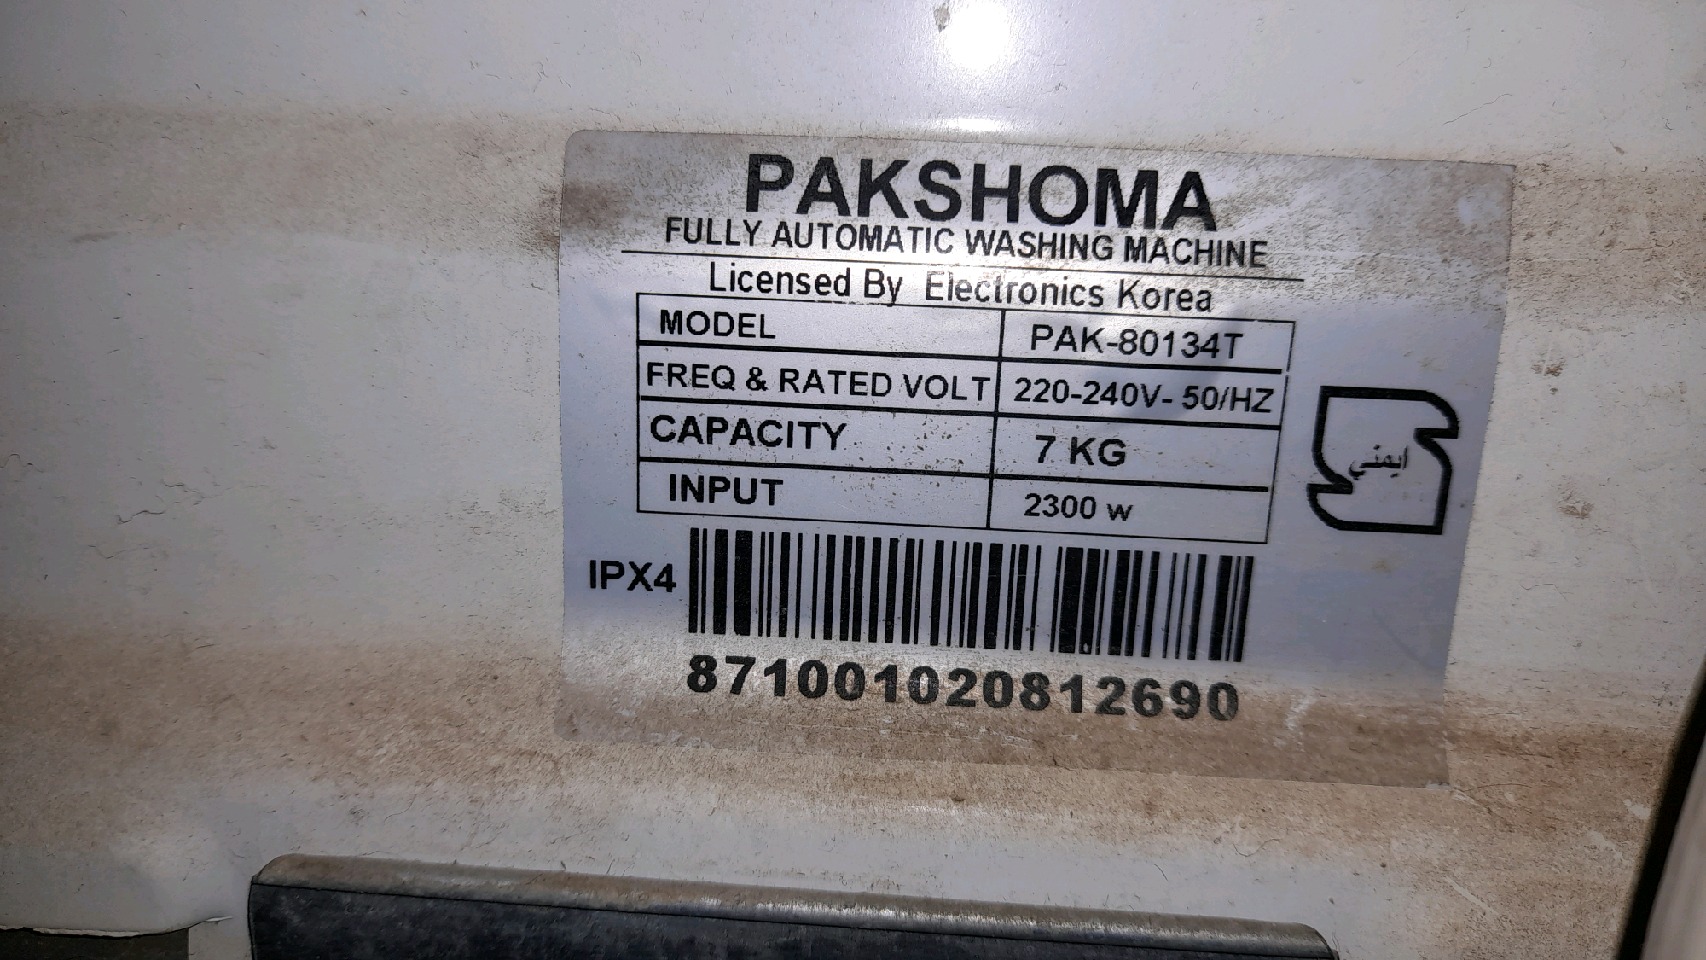 PAKSHOMA
FULLY AUTOMATIC WASHING MACHINE
Licensed By Electronics Korea
MODEL PAK-80134T
FREQ & RATED VOLT 220-240V- 50/HZ
CAPACITY 7 KG
INPUT 2300 w
ایمني
IPX4
871001020812690